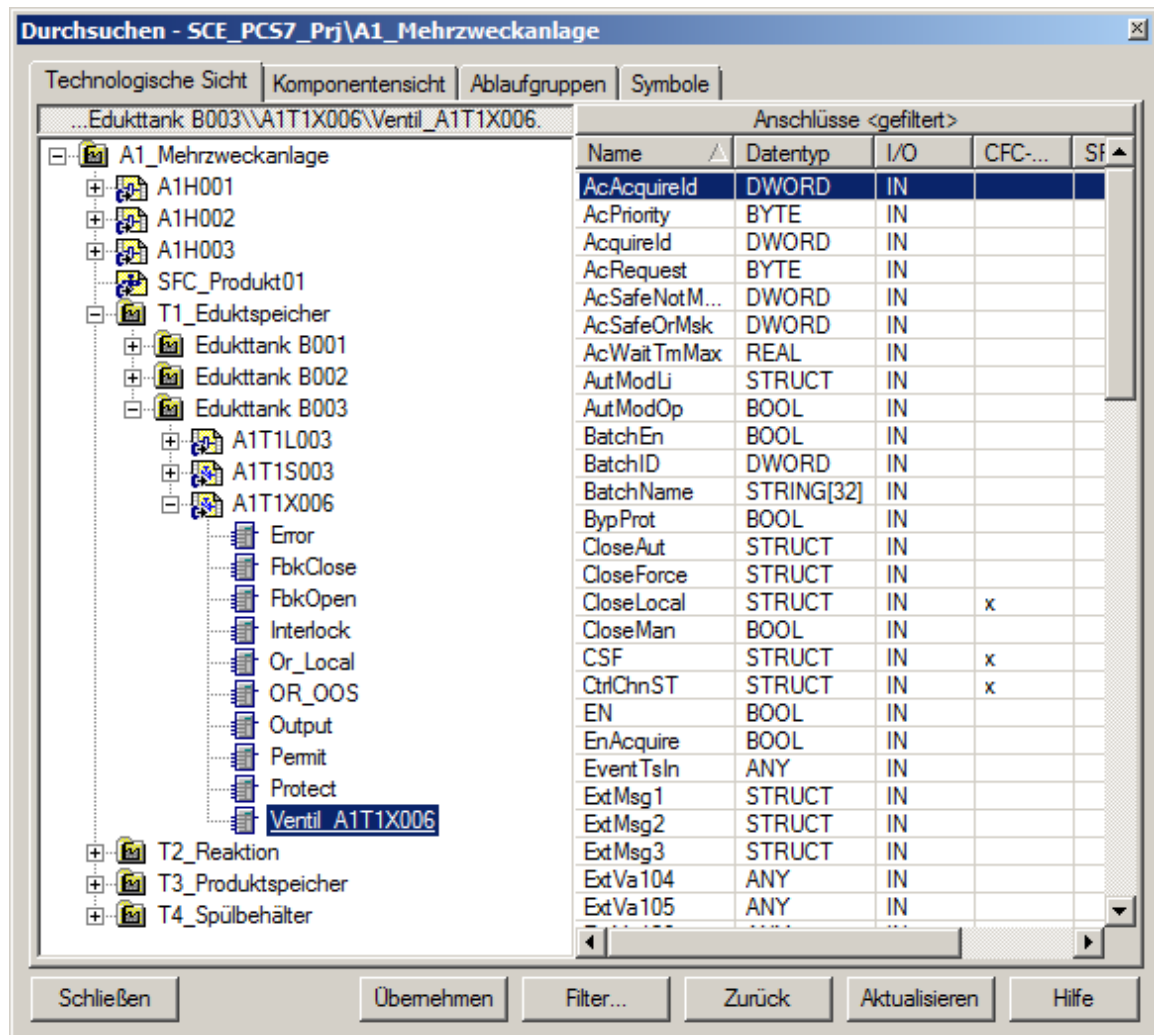 Durchsuchen - SCE_PCS7_Prj\A1_Mehrzweckanlage
Technologische Sicht Komponentensicht Ablaufgruppen Symbole
...Edukttank B003\\A1T1X006\Ventil_A1T1X006.
A1_Mehrzweckanlage
A1H001
A1H002
A1H003
SFC_Produkt01
T1_Eduktspeicher
Edukttank B001
Edukttank B002
Edukttank B003
A1T1L003
A1T1S003
A1T1X006
Error
FbkClose
FbkOpen
Interlock
Or_Local
OR_OOS
Output
Permit
Protect
Ventil_A1T1X006
T2_Reaktion
T3_Produktspeicher
T4_Spülbehälter
Anschlüsse <gefiltert>
Name Datentyp I/O CFC-...
AcAcquireId DWORD IN
AcPriority BYTE IN
AcquireId DWORD IN
AcRequest BYTE IN
AcSafeNotM... DWORD IN
AcSafeOrMsk DWORD IN
AcWaitTmMax REAL IN
AutModLi STRUCT IN
AutModOp BOOL IN
BatchEn BOOL IN
BatchID DWORD IN
BatchName STRING[32] IN
BypProt BOOL IN
CloseAut STRUCT IN
CloseForce STRUCT IN
CloseLocal STRUCT IN x
CloseMan BOOL IN
CSF STRUCT IN x
CtrlChnST STRUCT IN x
EN BOOL IN
EnAcquire BOOL IN
EventTsIn ANY IN
ExtMsg1 STRUCT IN
ExtMsg2 STRUCT IN
ExtMsg3 STRUCT IN
ExtVa104 ANY IN
ExtVa105 ANY IN
Schließen Übernehmen Filter... Zurück Aktualisieren Hilfe